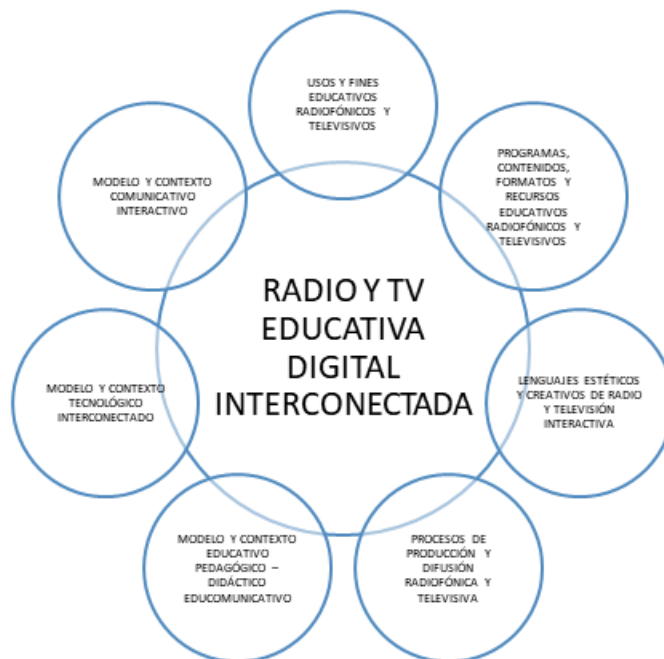 USOS Y FINES
EDUCATIVOS
RADIOFÓNICOS Y
TELEVISIVOS
PROGRAMAS,
CONTENIDOS,
FORMATOS Y
RECURSOS
EDUCATIVOS
RADIOFÓNICOS Y
TELEVISIVOS
LENGUAJES ESTÉTICOS
Y CREATIVOS DE RADIO
Y TELEVISIÓN
INTERACTIVA
PROCESOS DE
PRODUCCIÓN Y
DIFUSIÓN
RADIOFÓNICA Y
TELEVISIVA
MODELO Y CONTEXTO
EDUCATIVO
PEDAGÓGICO –
DIDÁCTICO
EDUCOMUNICATIVO
MODELO Y CONTEXTO
TECNOLÓGICO
INTERCONECTADO
MODELO Y CONTEXTO
COMUNICATIVO
INTERACTIVO
RADIO Y TV
EDUCATIVA
DIGITAL
INTERCONECTADA